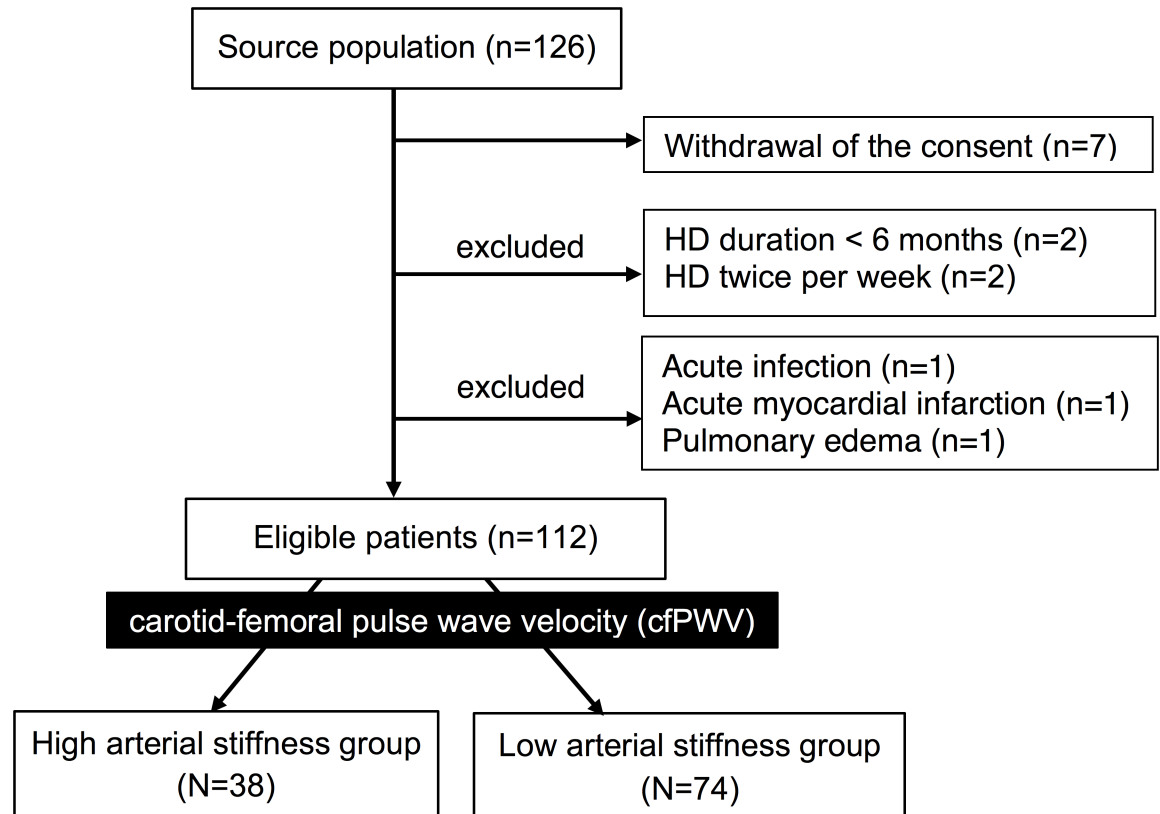 Source population (n=126)
Withdrawal of the consent (n=7)
excluded
HD duration < 6 months (n=2)
HD twice per week (n=2)
excluded
Acute infection (n=1)
Acute myocardial infarction (n=1)
Pulmonary edema (n=1)
Eligible patients (n=112)
carotid-femoral pulse wave velocity (cfPWV)
High arterial stiffness group
(N=38)
Low arterial stiffness group
(N=74)